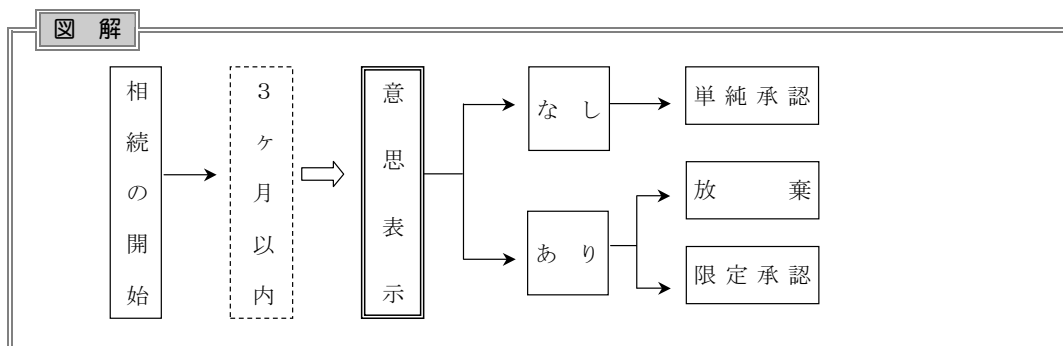 図 解
相続の開始
3ヶ月以内
意思表示
な し
単純承認
あ り
放 棄
限定承認